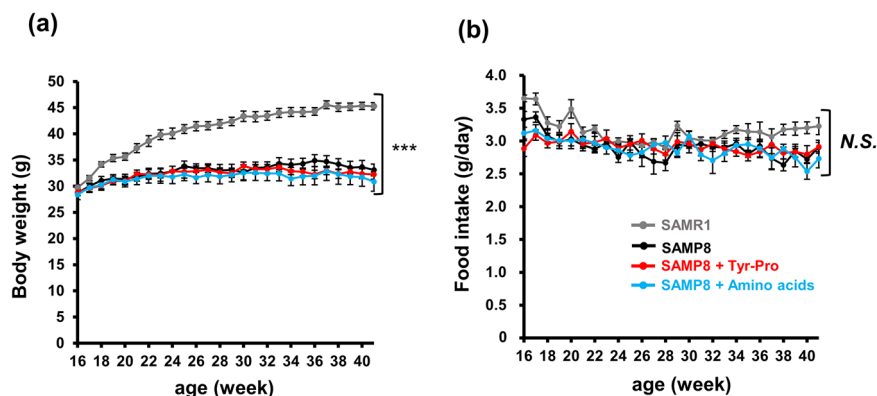 (a)
50
45
40
35
30
25
20
15
10
5
0
16 18 20 22 24 26 28 30 32 34 36 38 40
Body weight (g)
age (week)
***
(b)
4.0
3.5
3.0
2.5
2.0
1.5
1.0
0.5
0
16 18 20 22 24 26 28 30 32 34 36 38 40
Food intake (g/day)
age (week)
N.S.
SAMR1
SAMP8
SAMP8 + Tyr-Pro
SAMP8 + Amino acids